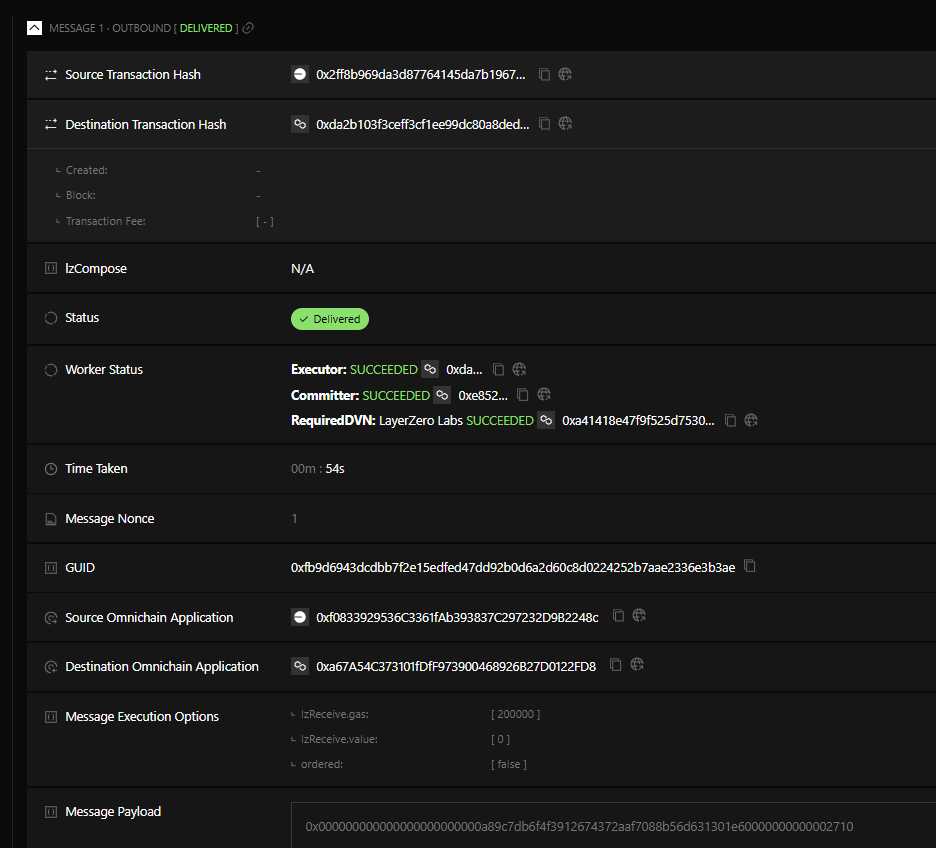 MESSAGE 1 · OUTBOUND [ DELIVERED ]
Source Transaction Hash 0x2ff8b969da3d87764145da7b1967...
Destination Transaction Hash 0xda2b103f3ceff3cf1ee99dc80a8ded...
Created: -
Block: -
Transaction Fee: [ - ]
lzCompose N/A
Status Delivered
Worker Status
Executor: SUCCEEDED 0xda...
Committer: SUCCEEDED 0xe852...
RequiredDVN: LayerZero Labs SUCCEEDED 0xa41418e47f9f525d7530...
Time Taken 00m : 54s
Message Nonce 1
GUID 0xfb9d6943dcdbb7f2e15edfed47dd92b0d6a2d60c8d0224252b7aae2336e3b3ae
Source Omnichain Application 0xf0833929536C3361fAb393837C297232D9B2248c
Destination Omnichain Application 0xa67A54C373101fDfF973900468926B27D0122FD8
Message Execution Options
lzReceive.gas: [ 200000 ]
lzReceive.value: [ 0 ]
ordered: [ false ]
Message Payload
0x000000000000000000000000a89c7db6f4f3912674372aaf7088b56d631301e60000000000002710